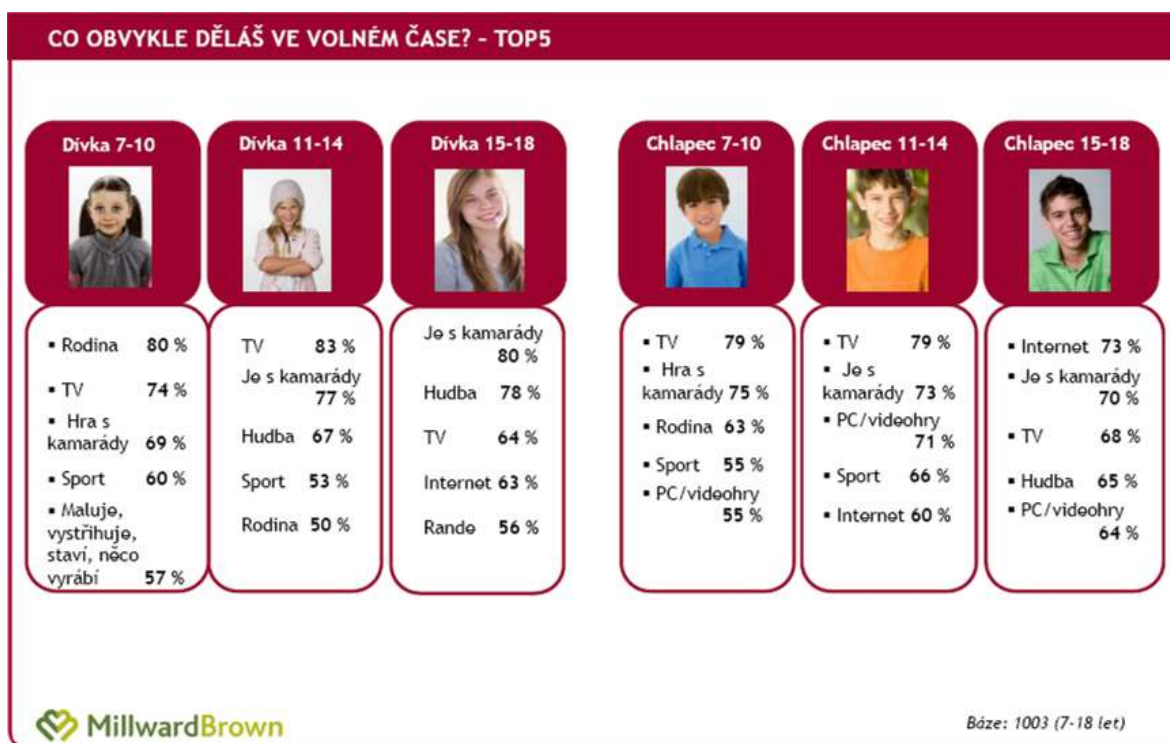 CO OBVYKLE DĚLÁŠ VE VOLNÉM ČASE? - TOP5
Dívka 7-10
▪ Rodina 80 %
▪ TV 74 %
▪ Hra s
kamarády 69 %
▪ Sport 60 %
▪ Maluje,
vystřihuje,
staví, něco
vyrábí 57 %
Dívka 11-14
TV 83 %
Je s kamarády
77 %
Hudba 67 %
Sport 53 %
Rodina 50 %
Dívka 15-18
Je s kamarády
80 %
Hudba 78 %
TV 64 %
Internet 63 %
Rande 56 %
Chlapec 7-10
▪ TV 79 %
▪ Hra s
kamarády 75 %
▪ Rodina 63 %
▪ Sport 55 %
▪ PC/videohry
55 %
Chlapec 11-14
▪ TV 79 %
▪ Je s
kamarády 73 %
▪ PC/videohry
71 %
▪ Sport 66 %
▪ Internet 60 %
Chlapec 15-18
▪ Internet 73 %
▪ Je s kamarády
70 %
▪ TV 68 %
▪ Hudba 65 %
▪ PC/videohry
64 %
MillwardBrown
Báze: 1003 (7-18 let)